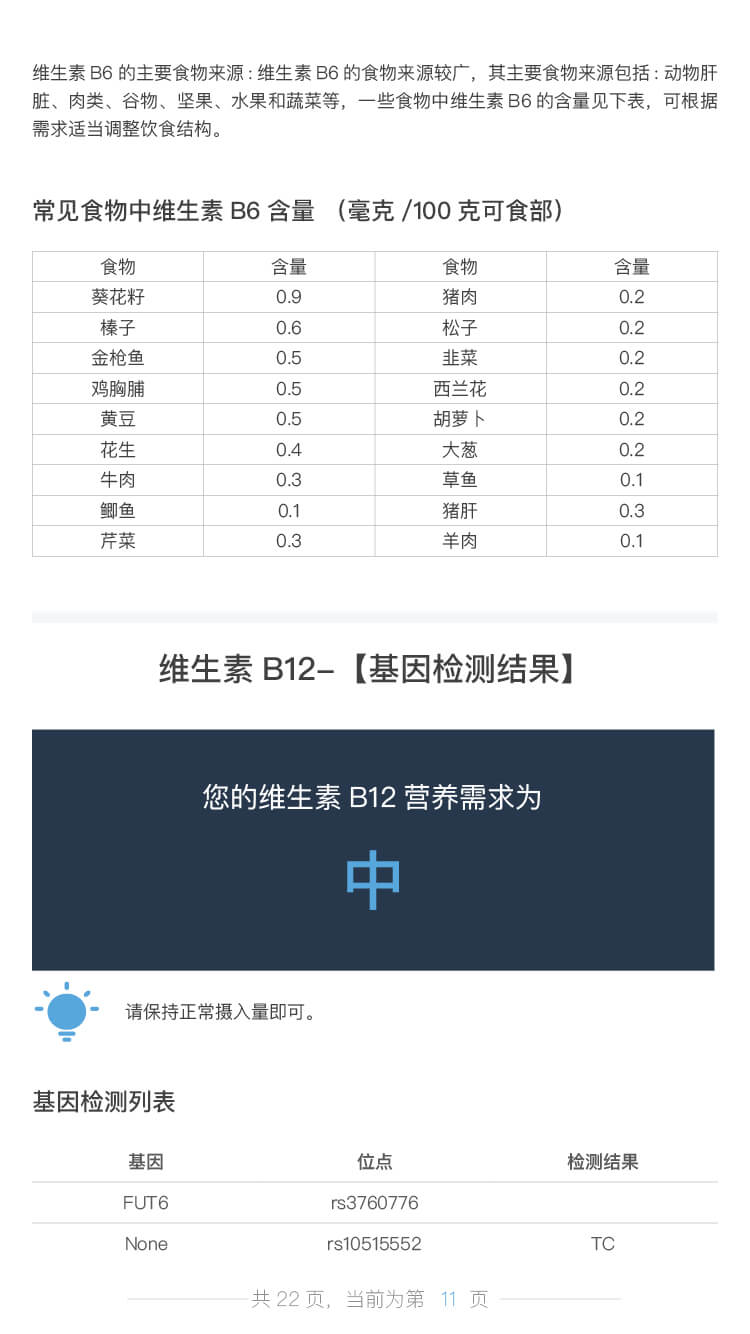 维生素 B6 的主要食物来源：维生素 B6 的食物来源较广，其主要食物来源包括：动物肝
脏、肉类、谷物、坚果、水果和蔬菜等，一些食物中维生素 B6 的含量见下表，可根据
需求适当调整饮食结构。
常见食物中维生素 B6 含量 （毫克 /100 克可食部）
食物 含量 食物 含量
葵花籽 0.9 猪肉 0.2
榛子 0.6 松子 0.2
金枪鱼 0.5 韭菜 0.2
鸡胸脯 0.5 西兰花 0.2
黄豆 0.5 胡萝卜 0.2
花生 0.4 大葱 0.2
牛肉 0.3 草鱼 0.1
鲫鱼 0.1 猪肝 0.3
芹菜 0.3 羊肉 0.1
维生素 B12–【基因检测结果】
您的维生素 B12 营养需求为
中
请保持正常摄入量即可。
基因检测列表
基因 位点 检测结果
FUT6 rs3760776
None rs10515552 TC
共 22 页，当前为第 11 页